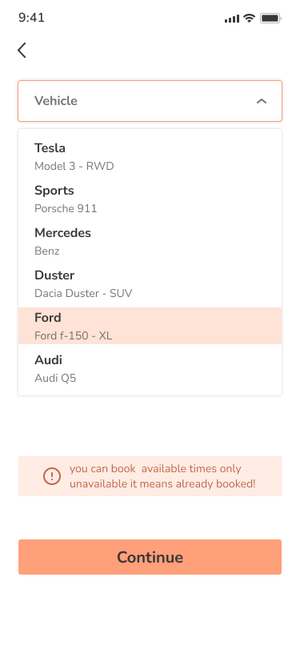 9:41
Vehicle
Tesla
Model 3 - RWD
Sports
Porsche 911
Mercedes
Benz
Duster
Dacia Duster - SUV
Ford
Ford f-150 - XL
Audi
Audi Q5
you can book  available times only
unavailable it means already booked!
Continue